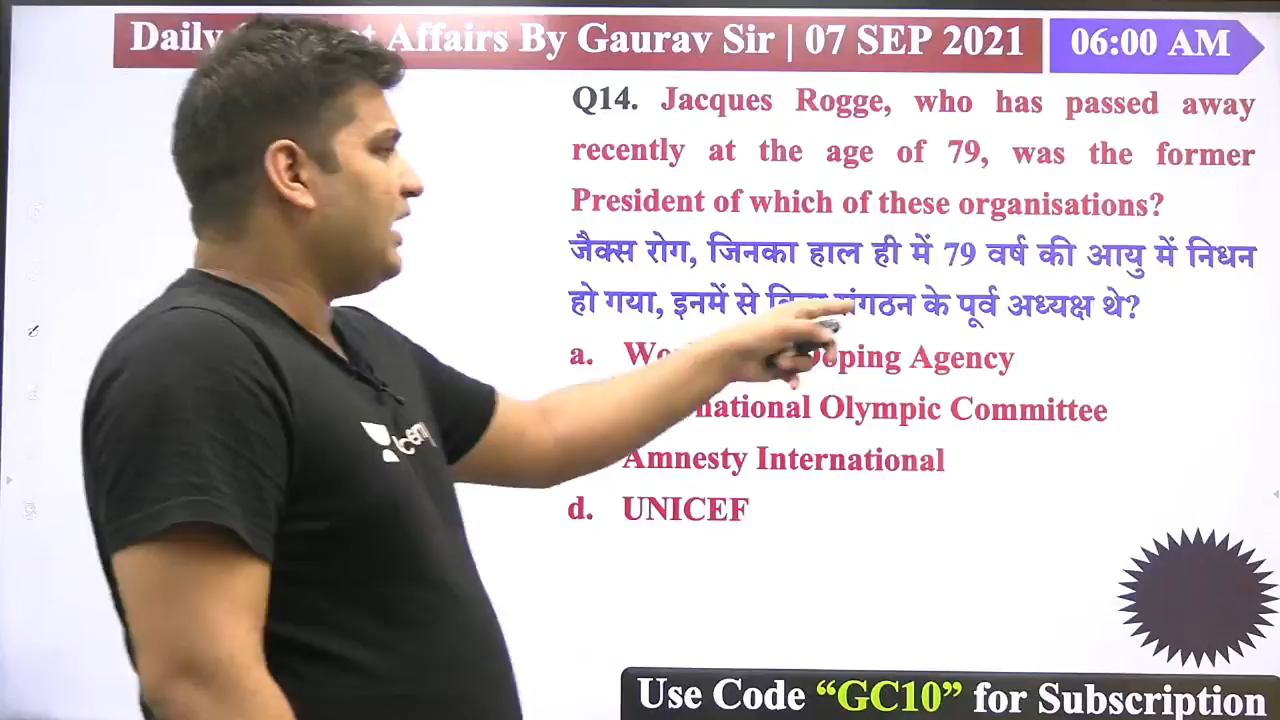 Daily Affairs By Gaurav Sir | 07 SEP 2021
06:00 AM
Q14. Jacques Rogge, who has passed away
recently at the age of 79, was the former
President of which of these organisations?
जैक्स रोग, जिनका हाल ही में 79 वर्ष की आयु में निधन
हो गया, इनमें से के पूर्व अध्यक्ष थे?
a. Agency
Olympic Committee
Amnesty International
d. UNICEF
Use Code “GC10” for Subscription